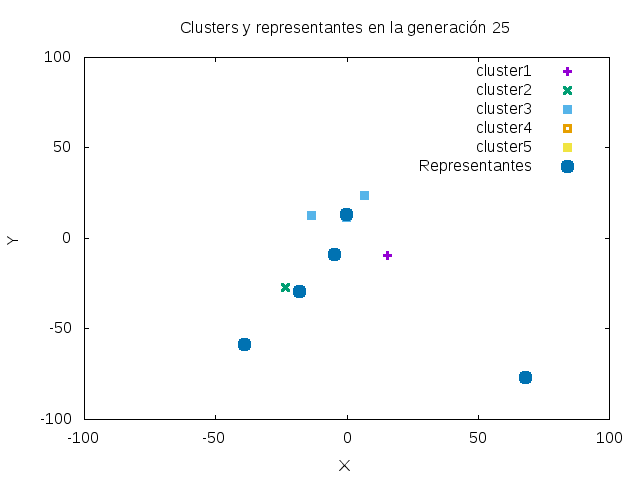 Clusters y representantes en la generación 25
100
50
0
-50
-100
-100
-50
0
50
100
Y
X
cluster1
cluster2
cluster3
cluster4
cluster5
Representantes